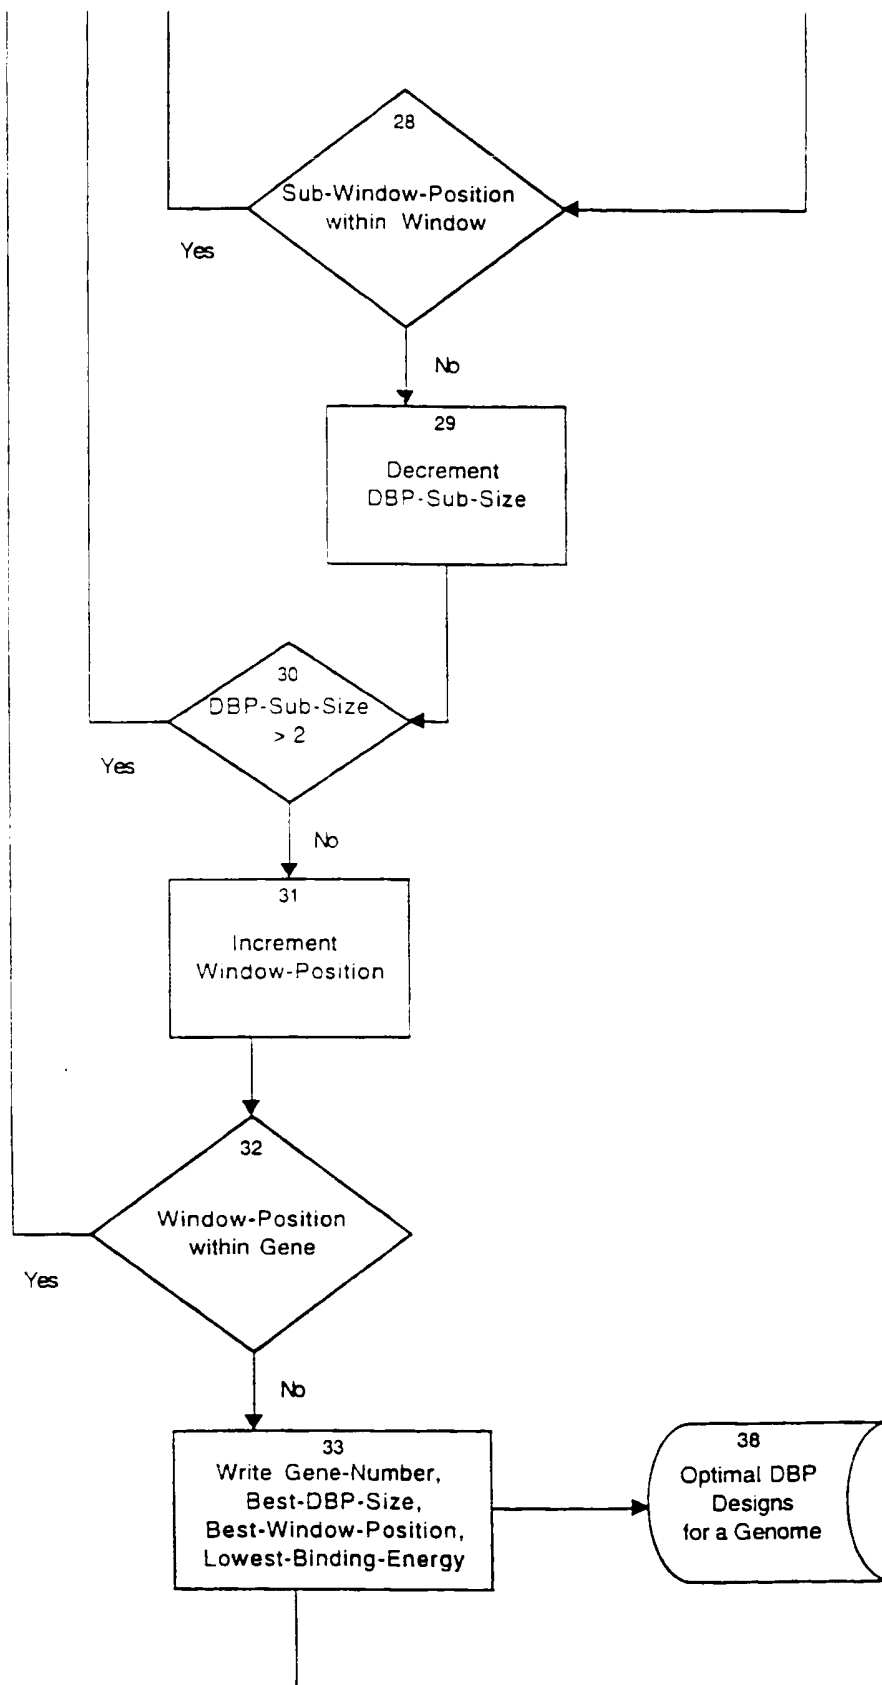 28
Sub-Window-Position
within Window
Yes
No
29
Decrement
DBP-Sub-Size
30
DBP-Sub-Size
> 2
Yes
No
31
Increment
Window-Position
32
Window-Position
within Gene
Yes
No
33
Write Gene-Number,
Best-DBP-Size,
Best-Window-Position,
Lowest-Binding-Energy
38
Optimal DBP
Designs
for a Genome